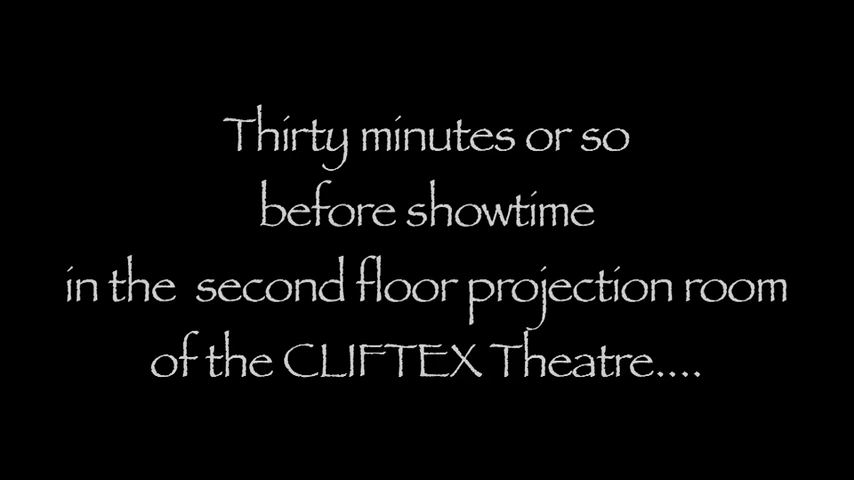 Thirty minutes or so
before showtime
in the second floor projection room
of the CLIFTEX Theatre....